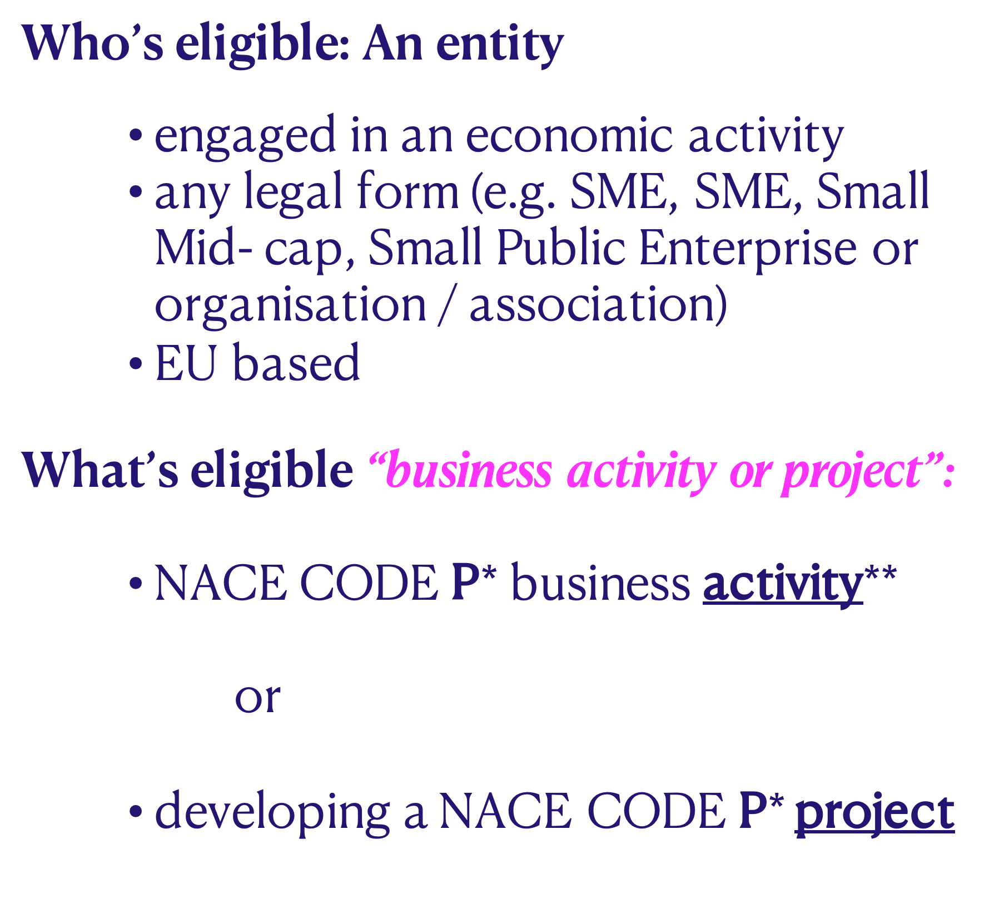 Who’s eligible: An entity
• engaged in an economic activity
• any legal form (e.g. SME, SME, Small
Mid- cap, Small Public Enterprise or
organisation / association)
• EU based
What’s eligible “business activity or project”:
• NACE CODE P* business activity**
or
• developing a NACE CODE P* project